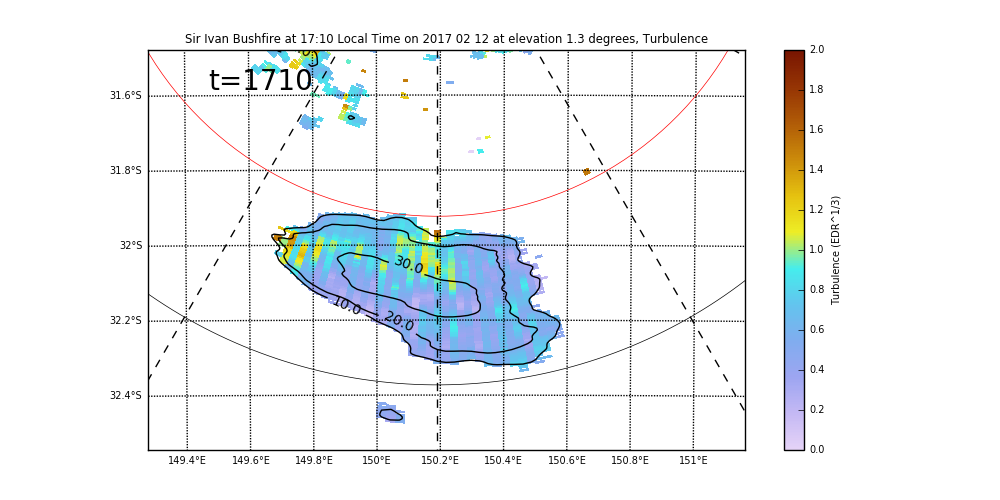 Sir Ivan Bushfire at 17:10 Local Time on 2017 02 12 at elevation 1.3 degrees, Turbulence
t=1710
31.6°S
31.8°S
32°S
32.2°S
32.4°S
30.0
10.0
20.0
149.4°E 149.6°E 149.8°E 150°E 150.2°E 150.4°E 150.6°E 150.8°E 151°E
2.0
1.8
1.6
1.4
1.2
1.0
0.8
0.6
0.4
0.2
0.0
Turbulence (EDR^1/3)